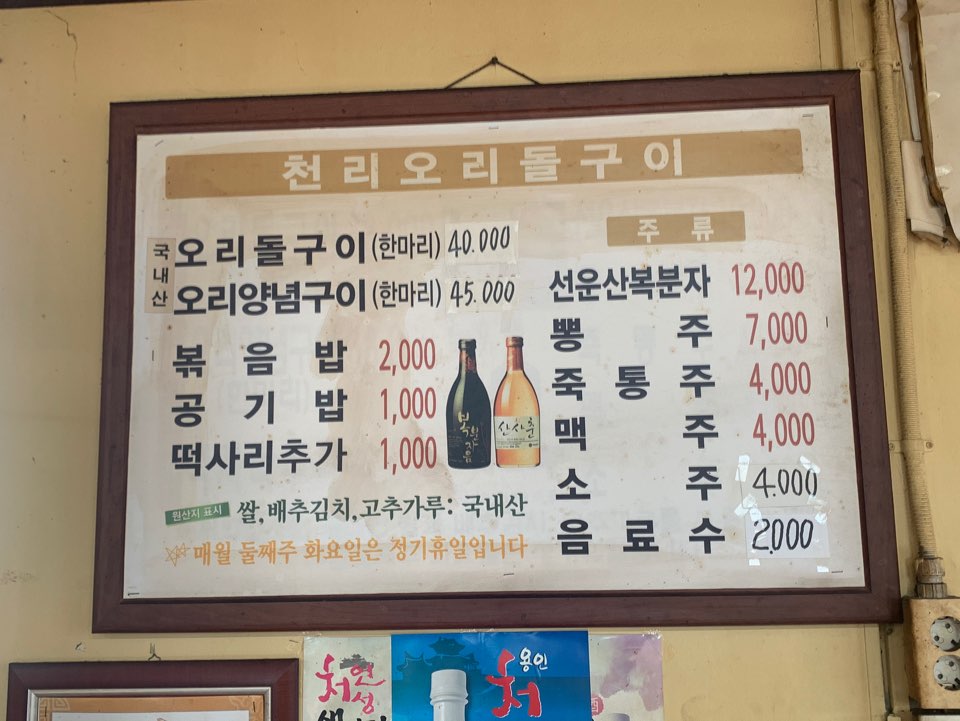 천리오리돌구이
국내산
오리돌구이 (한마리) 40.000
오리양념구이 (한마리) 45.000
볶음밥 2,000
공기밥 1,000
떡사리추가 1,000
원산지 표시 쌀, 배추김치, 고추가루: 국내산
매월 둘째주 화요일은 정기휴일입니다
주류
선운산복분자 12,000
뽕주 7,000
죽통주 4,000
맥주 4,000
소주 4.000
음료수 2.000
산사춘
처연성
용인
처